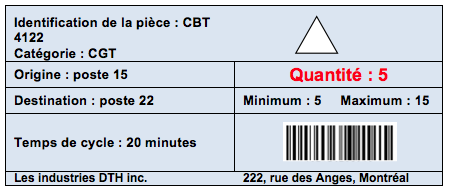 Identification de la pièce : CBT
4122
Catégorie : CGT
Origine : poste 15
Quantité : 5
Destination : poste 22
Minimum : 5 Maximum : 15
Temps de cycle : 20 minutes
Les industries DTH inc.
222, rue des Anges, Montréal